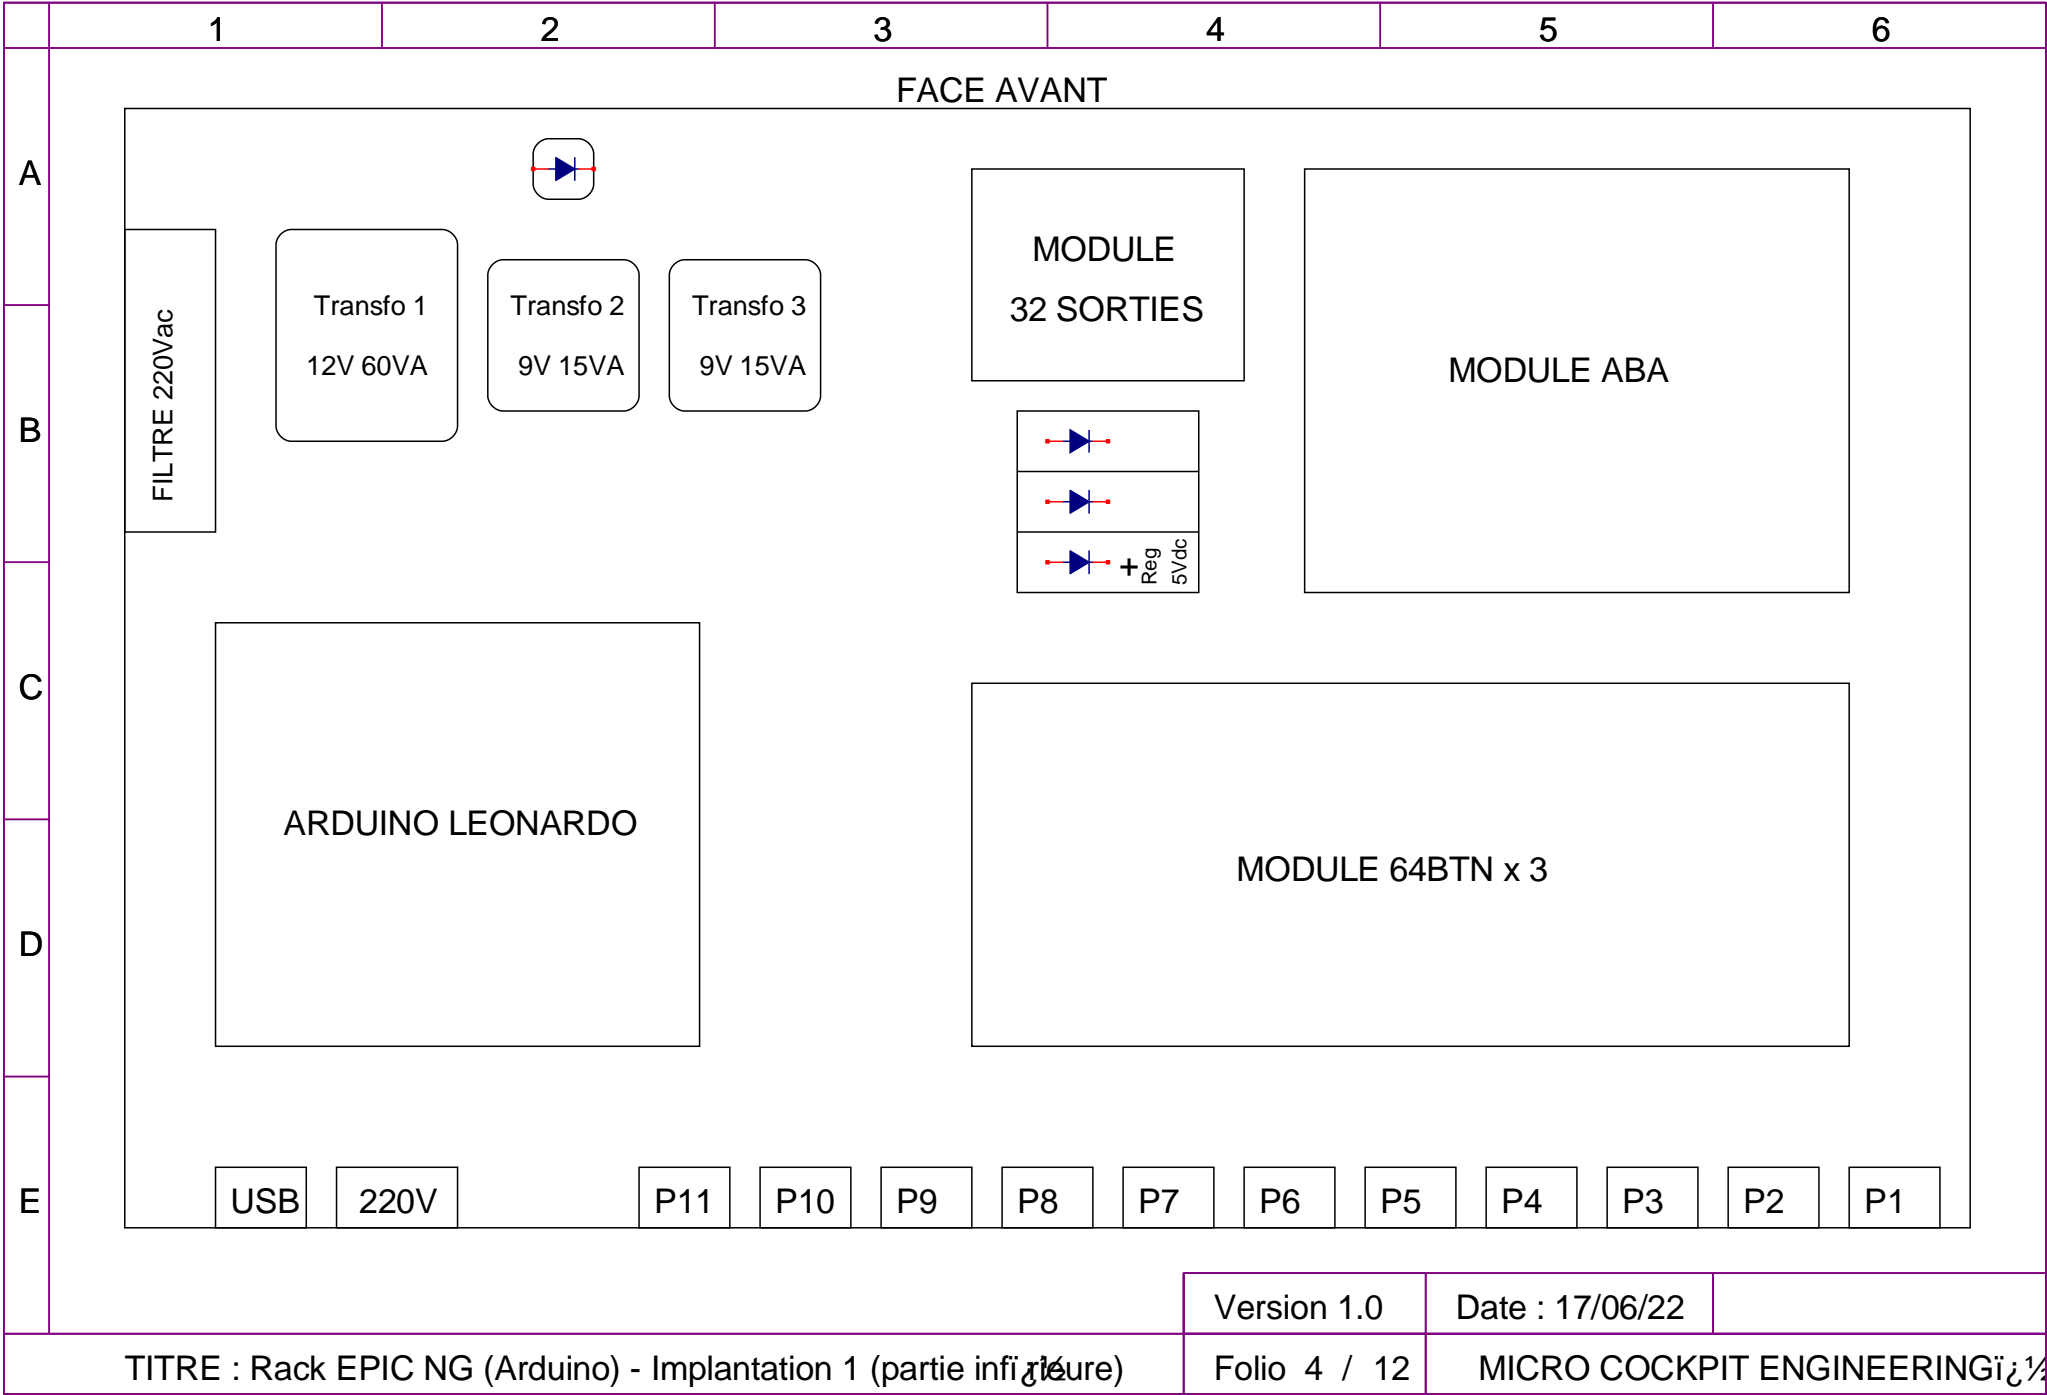 1 2 3 4 5 6
FACE AVANT
A
B
C
D
E
FILTRE 220Vac
Transfo 1
12V 60VA
Transfo 2
9V 15VA
Transfo 3
9V 15VA
MODULE
32 SORTIES
MODULE ABA
+
Reg
5Vdc
ARDUINO LEONARDO
MODULE 64BTN x 3
USB 220V P11 P10 P9 P8 P7 P6 P5 P4 P3 P2 P1
Version 1.0 Date : 17/06/22
TITRE : Rack EPIC NG (Arduino) - Implantation 1 (partie infï¿½rieure) Folio 4 / 12 MICRO COCKPIT ENGINEERINGï¿½